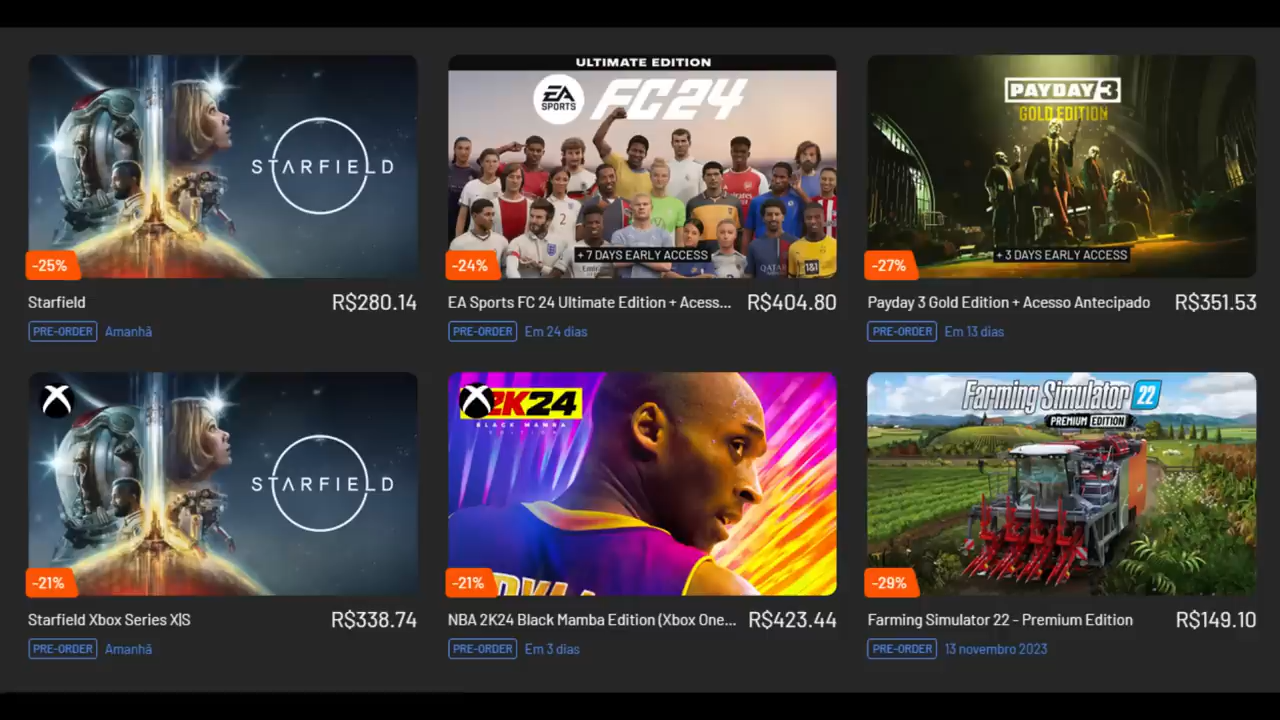 STARFIELD
-25%
Starfield
R$280.14
PRE-ORDER
Amanhã
ULTIMATE EDITION
EA
SPORTS
FC 24
+ 7 DAYS EARLY ACCESS
-24%
EA Sports FC 24 Ultimate Edition + Acess...
R$404.80
PRE-ORDER
Em 24 dias
PAYDAY 3
GOLD EDITION
+ 3 DAYS EARLY ACCESS
-27%
Payday 3 Gold Edition + Acesso Antecipado
R$351.53
PRE-ORDER
Em 13 dias
STARFIELD
-21%
Starfield Xbox Series X|S
R$338.74
PRE-ORDER
Amanhã
2K24
BLACK MAMBA
EDITION
-21%
NBA 2K24 Black Mamba Edition (Xbox One...
R$423.44
PRE-ORDER
Em 3 dias
Farming Simulator 22
PREMIUM EDITION
-29%
Farming Simulator 22 - Premium Edition
R$149.10
PRE-ORDER
13 novembro 2023